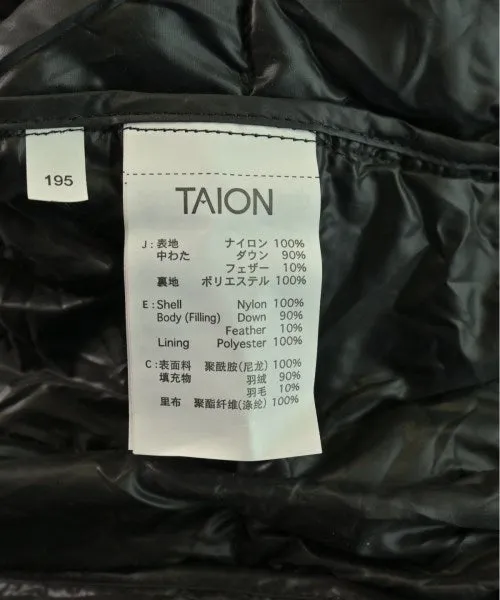 195
TAION
J : 表地 ナイロン 100%
中わた ダウン 90%
フェザー 10%
裏地 ポリエステル 100%
E : Shell Nylon 100%
Body (Filling) Down 90%
Feather 10%
Lining Polyester 100%
C : 表面料 聚酰胺(尼龙) 100%
填充物 羽绒 90%
羽毛 10%
里布 聚酯纤维(涤纶) 100%